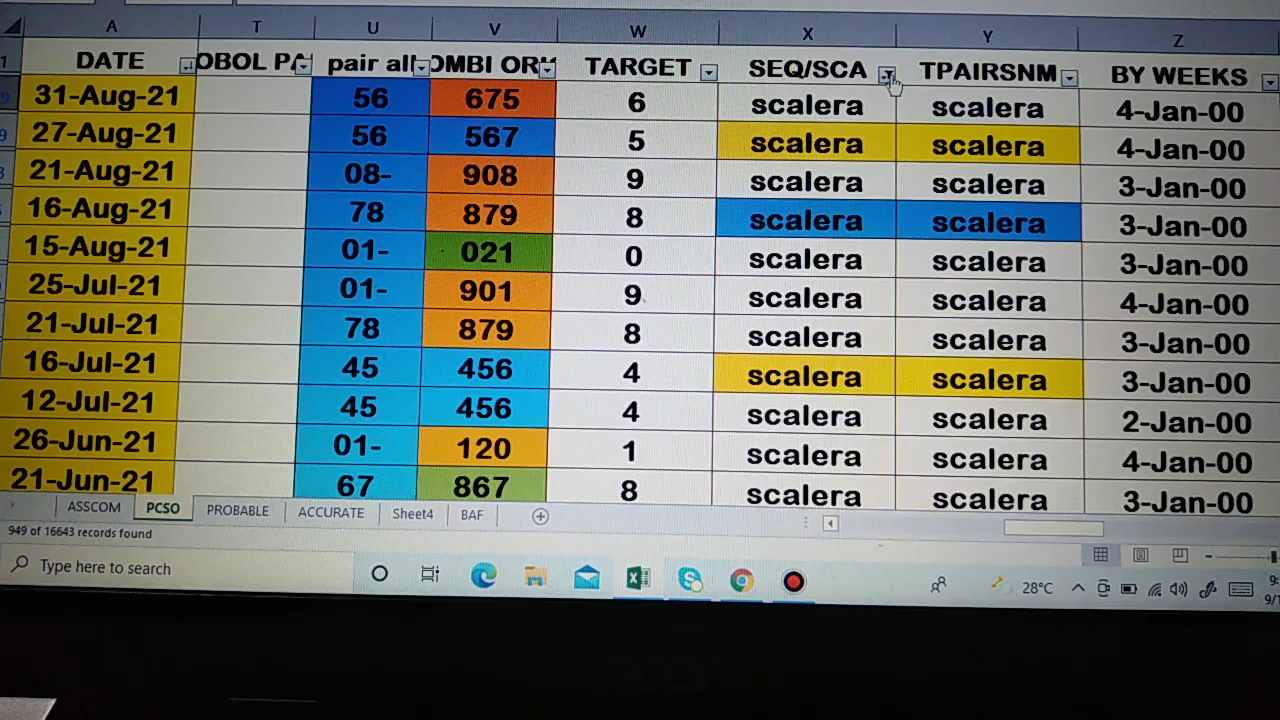 A T U V W X Y Z
1 DATE OBOL PA pair all OMBI ORK TARGET SEQ/SCA TPAIRSNM BY WEEKS
31-Aug-21 56 675 6 scalera scalera 4-Jan-00
27-Aug-21 56 567 5 scalera scalera 4-Jan-00
21-Aug-21 08- 908 9 scalera scalera 3-Jan-00
16-Aug-21 78 879 8 scalera scalera 3-Jan-00
15-Aug-21 01- 021 0 scalera scalera 3-Jan-00
25-Jul-21 01- 901 9 scalera scalera 4-Jan-00
21-Jul-21 78 879 8 scalera scalera 3-Jan-00
16-Jul-21 45 456 4 scalera scalera 3-Jan-00
12-Jul-21 45 456 4 scalera scalera 2-Jan-00
26-Jun-21 01- 120 1 scalera scalera 4-Jan-00
21-Jun-21 67 867 8 scalera scalera 3-Jan-00
ASSCOM PCSO PROBABLE ACCURATE Sheet4 BAF
949 of 16643 records found
Type here to search 28°C